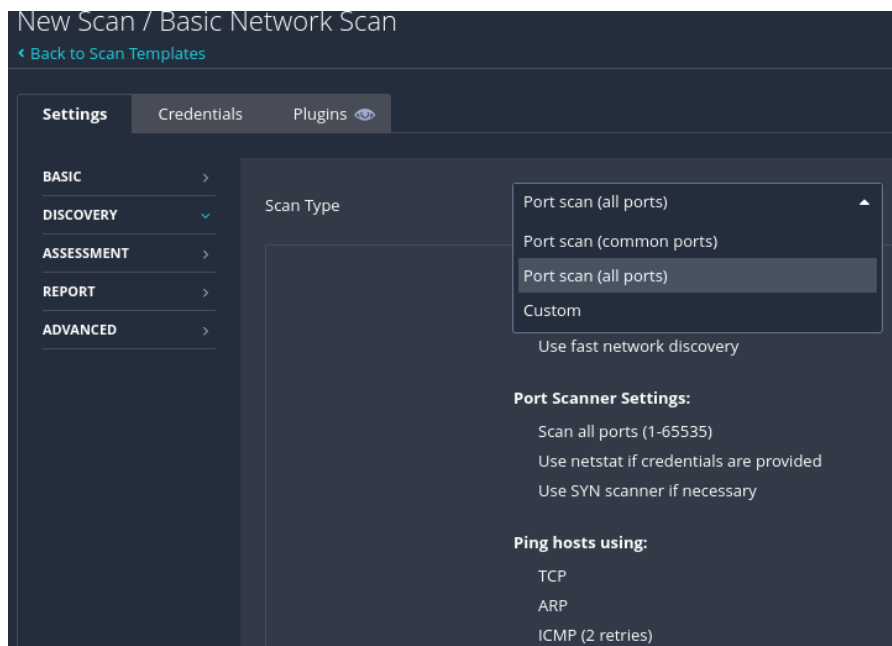 New Scan / Basic Network Scan
Back to Scan Templates
Settings
Credentials
Plugins
BASIC
DISCOVERY
ASSESSMENT
REPORT
ADVANCED
Scan Type
Port scan (all ports)
Port scan (common ports)
Port scan (all ports)
Custom
Use fast network discovery
Port Scanner Settings:
Scan all ports (1-65535)
Use netstat if credentials are provided
Use SYN scanner if necessary
Ping hosts using:
TCP
ARP
ICMP (2 retries)